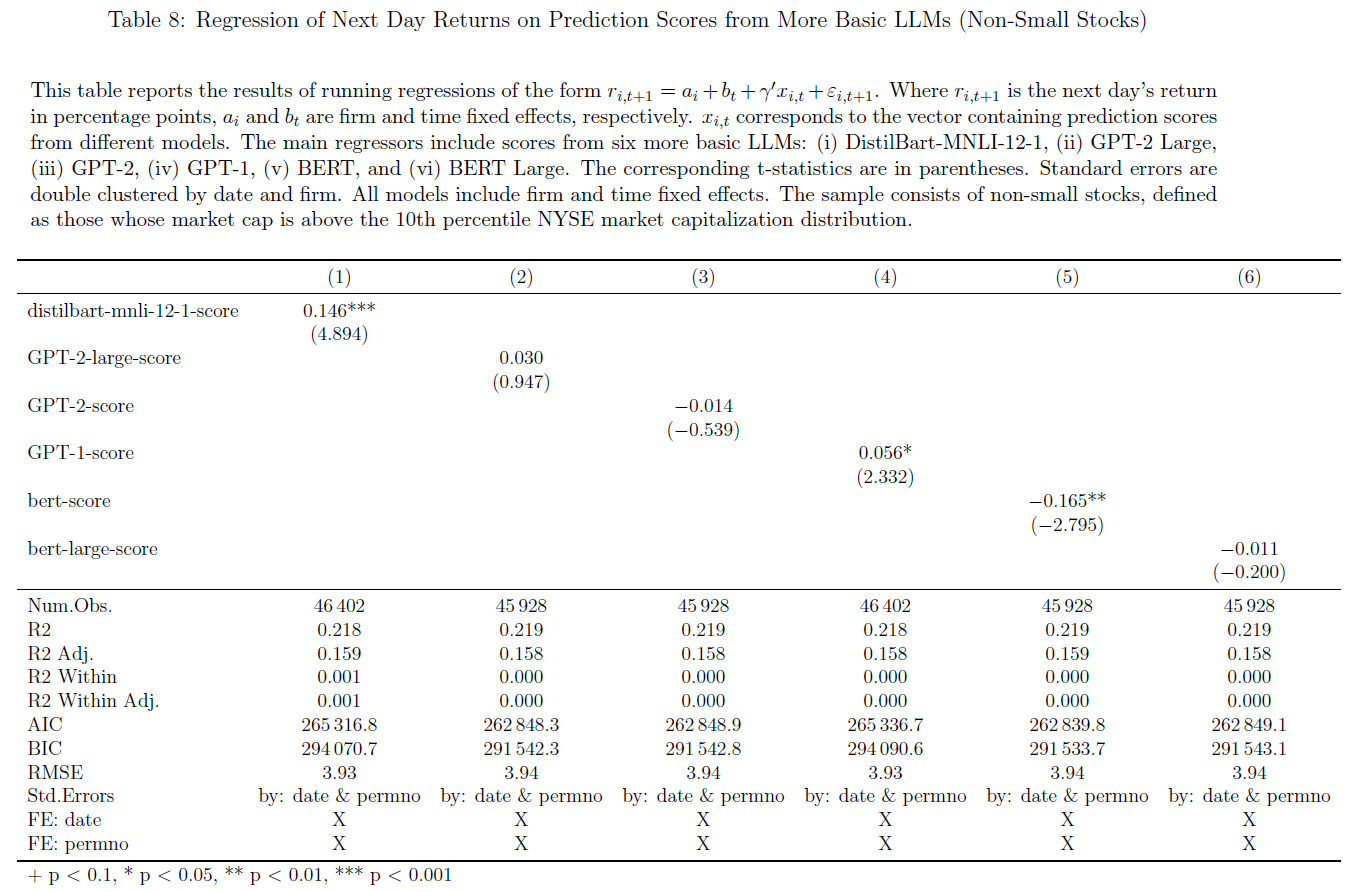 Table 8: Regression of Next Day Returns on Prediction Scores from More Basic LLMs (Non-Small Stocks)
This table reports the results of running regressions of the form r_{i,t+1} = a_i + b_t + γ′x_{i,t} + ε_{i,t+1}. Where r_{i,t+1} is the next day's return
in percentage points, a_i and b_t are firm and time fixed effects, respectively. x_{i,t} corresponds to the vector containing prediction scores
from different models. The main regressors include scores from six more basic LLMs: (i) DistilBart-MNLI-12-1, (ii) GPT-2 Large,
(iii) GPT-2, (iv) GPT-1, (v) BERT, and (vi) BERT Large. The corresponding t-statistics are in parentheses. Standard errors are
double clustered by date and firm. All models include firm and time fixed effects. The sample consists of non-small stocks, defined
as those whose market cap is above the 10th percentile NYSE market capitalization distribution.
(1) (2) (3) (4) (5) (6)
distilbart-mnli-12-1-score 0.146***
(4.894)
GPT-2-large-score 0.030
(0.947)
GPT-2-score −0.014
(−0.539)
GPT-1-score 0.056*
(2.332)
bert-score −0.165**
(−2.795)
bert-large-score −0.011
(−0.200)
Num.Obs. 46 402 45 928 45 928 46 402 45 928 45 928
R2 0.218 0.219 0.219 0.218 0.219 0.219
R2 Adj. 0.159 0.158 0.158 0.158 0.159 0.158
R2 Within 0.001 0.000 0.000 0.000 0.000 0.000
R2 Within Adj. 0.001 0.000 0.000 0.000 0.000 0.000
AIC 265 316.8 262 848.3 262 848.9 265 336.7 262 839.8 262 849.1
BIC 294 070.7 291 542.3 291 542.8 294 090.6 291 533.7 291 543.1
RMSE 3.93 3.94 3.94 3.93 3.94 3.94
Std.Errors by: date & permno by: date & permno by: date & permno by: date & permno by: date & permno by: date & permno
FE: date X X X X X X
FE: permno X X X X X X
+ p < 0.1, * p < 0.05, ** p < 0.01, *** p < 0.001